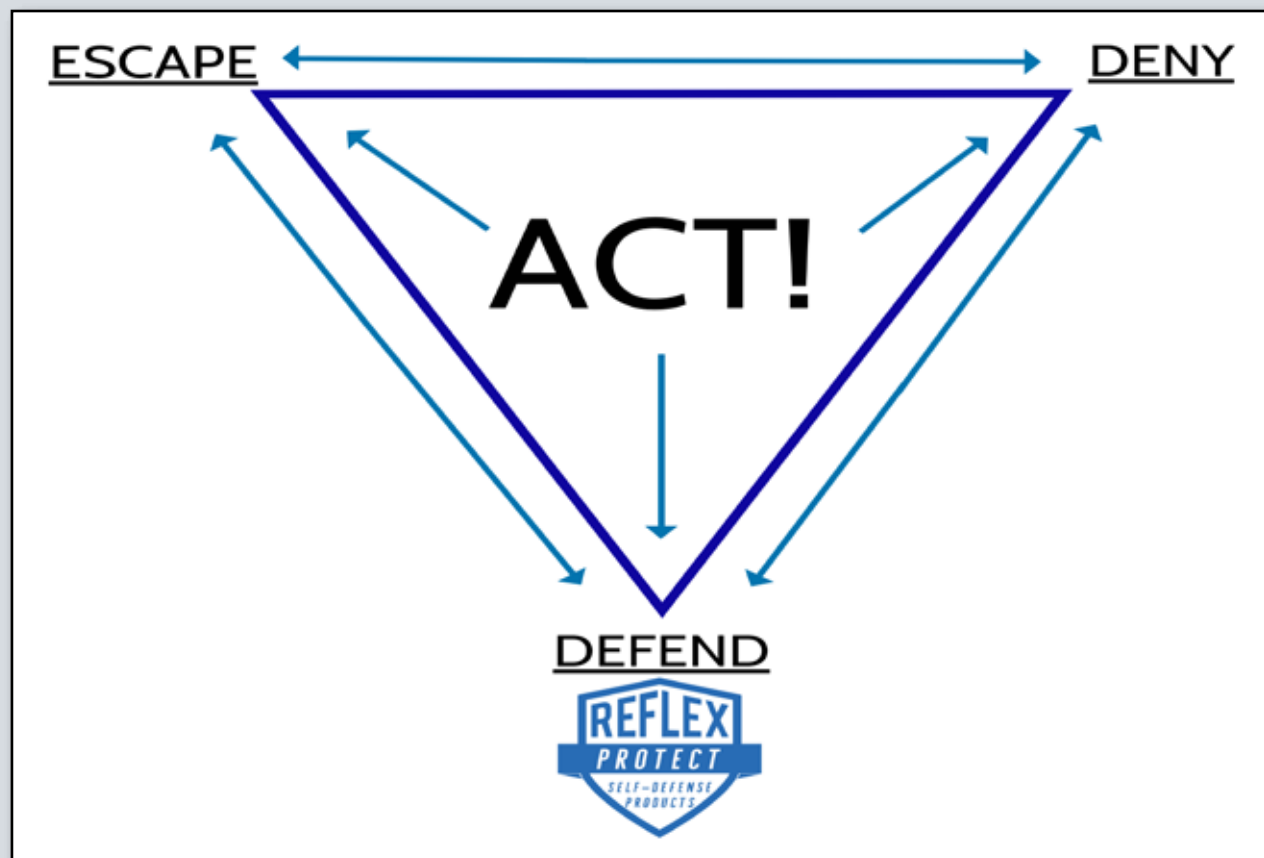 ESCAPE DENY
ACT!
DEFEND
REFLEX
PROTECT
SELF-DEFENSE
PRODUCTS